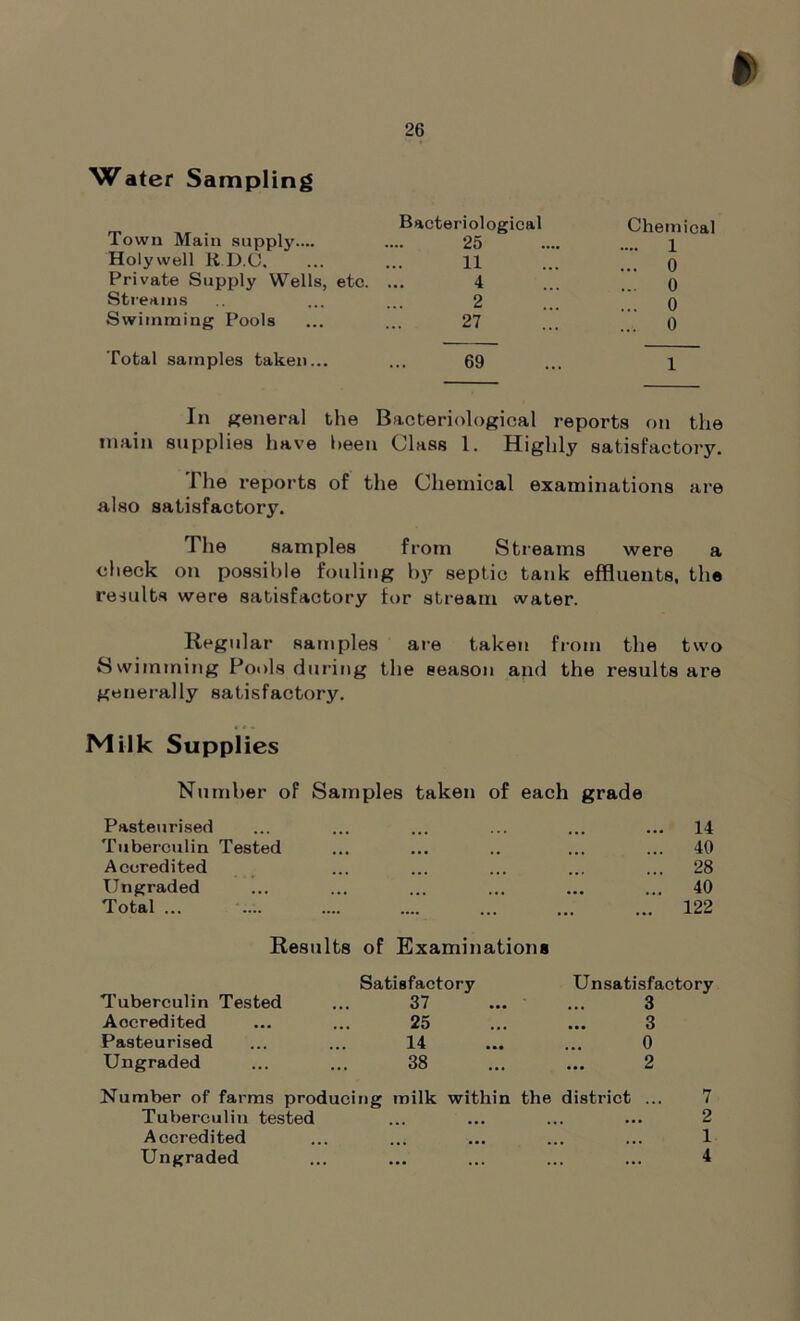 26
Water Sampling
Bacteriological Chemical
Town Main supply.... .... 25 .... .... 1
Holywell R.D.C. ... ... 11 ... ... 0
Private Supply Wells, etc. ... 4 ... ... 0
Streams .. ... ... 2 ... ... 0
Swimming Pools ... ... 27 ... ... 0
Total samples taken... ... 69 ... 1
In general the Bacteriological reports on the
main supplies have been Class 1. Highly satisfactory.
The reports of the Chemical examinations are
also satisfactory.
The samples from Streams were a
check on possible fouling by septic tank effluents, the
results were satisfactory for stream water.
Regular samples are taken from the two
Swimming Pools during the season and the results are
generally satisfactory.
Milk Supplies
Number of Samples taken of each grade
Pasteurised ... ... ... ... ... ... 14
Tuberculin Tested ... ... .. ... ... 40
Accredited ... ... ... ... ... 28
Ungraded ... ... ... ... ... ... 40
Total ... .... .... .... ... ... ... 122
Results of Examinations
Satisfactory Unsatisfactory
Tuberculin Tested ... 37 ... ... 3
Accredited ... ... 25 ... ... 3
Pasteurised ... ... 14 ... ... 0
Ungraded ... ... 38 ... ... 2
Number of farms producing milk within the district ... 7
Tuberculin tested ... ... ... ... 2
Accredited ... ... ... ... ... 1
Ungraded ... ... ... ... ... 4